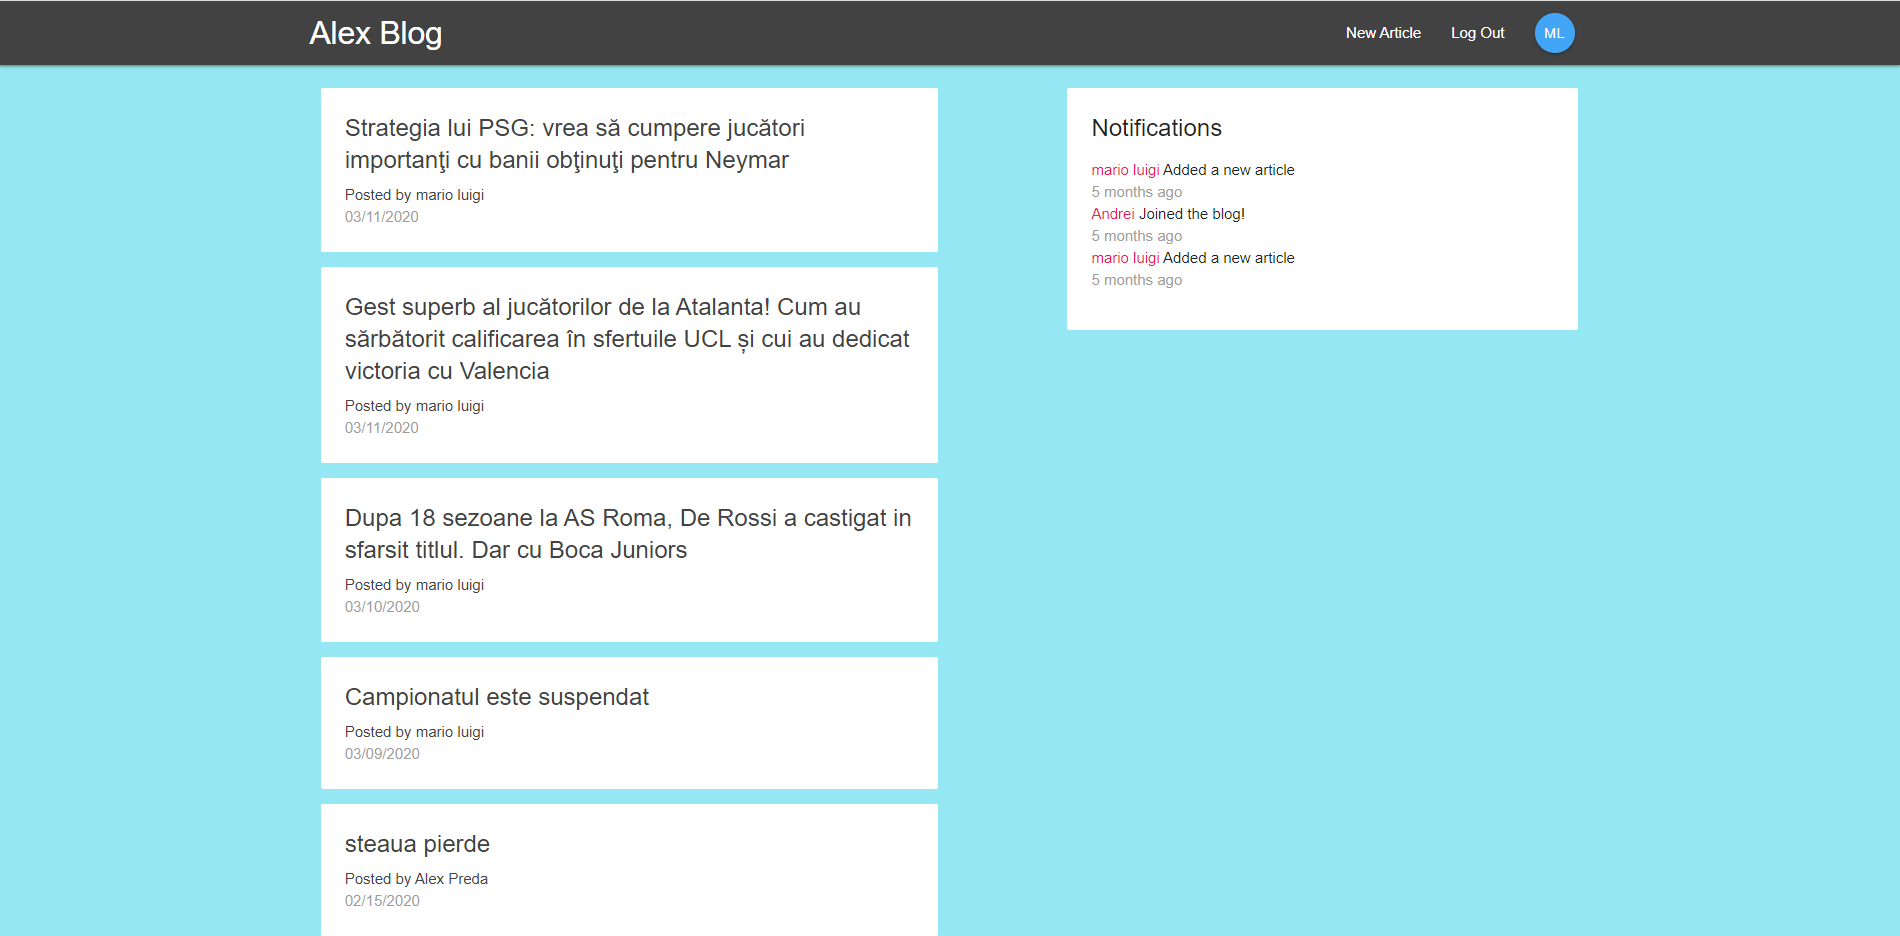 Alex Blog
New Article
Log Out
ML
Strategia lui PSG: vrea să cumpere jucători
importanţi cu banii obţinuţi pentru Neymar
Posted by mario luigi
03/11/2020
Gest superb al jucătorilor de la Atalanta! Cum au
sărbătorit calificarea în sfertuile UCL și cui au dedicat
victoria cu Valencia
Posted by mario luigi
03/11/2020
Dupa 18 sezoane la AS Roma, De Rossi a castigat in
sfarsit titlul. Dar cu Boca Juniors
Posted by mario luigi
03/10/2020
Campionatul este suspendat
Posted by mario luigi
03/09/2020
steaua pierde
Posted by Alex Preda
02/15/2020
Notifications
mario luigi Added a new article
5 months ago
Andrei Joined the blog!
5 months ago
mario luigi Added a new article
5 months ago